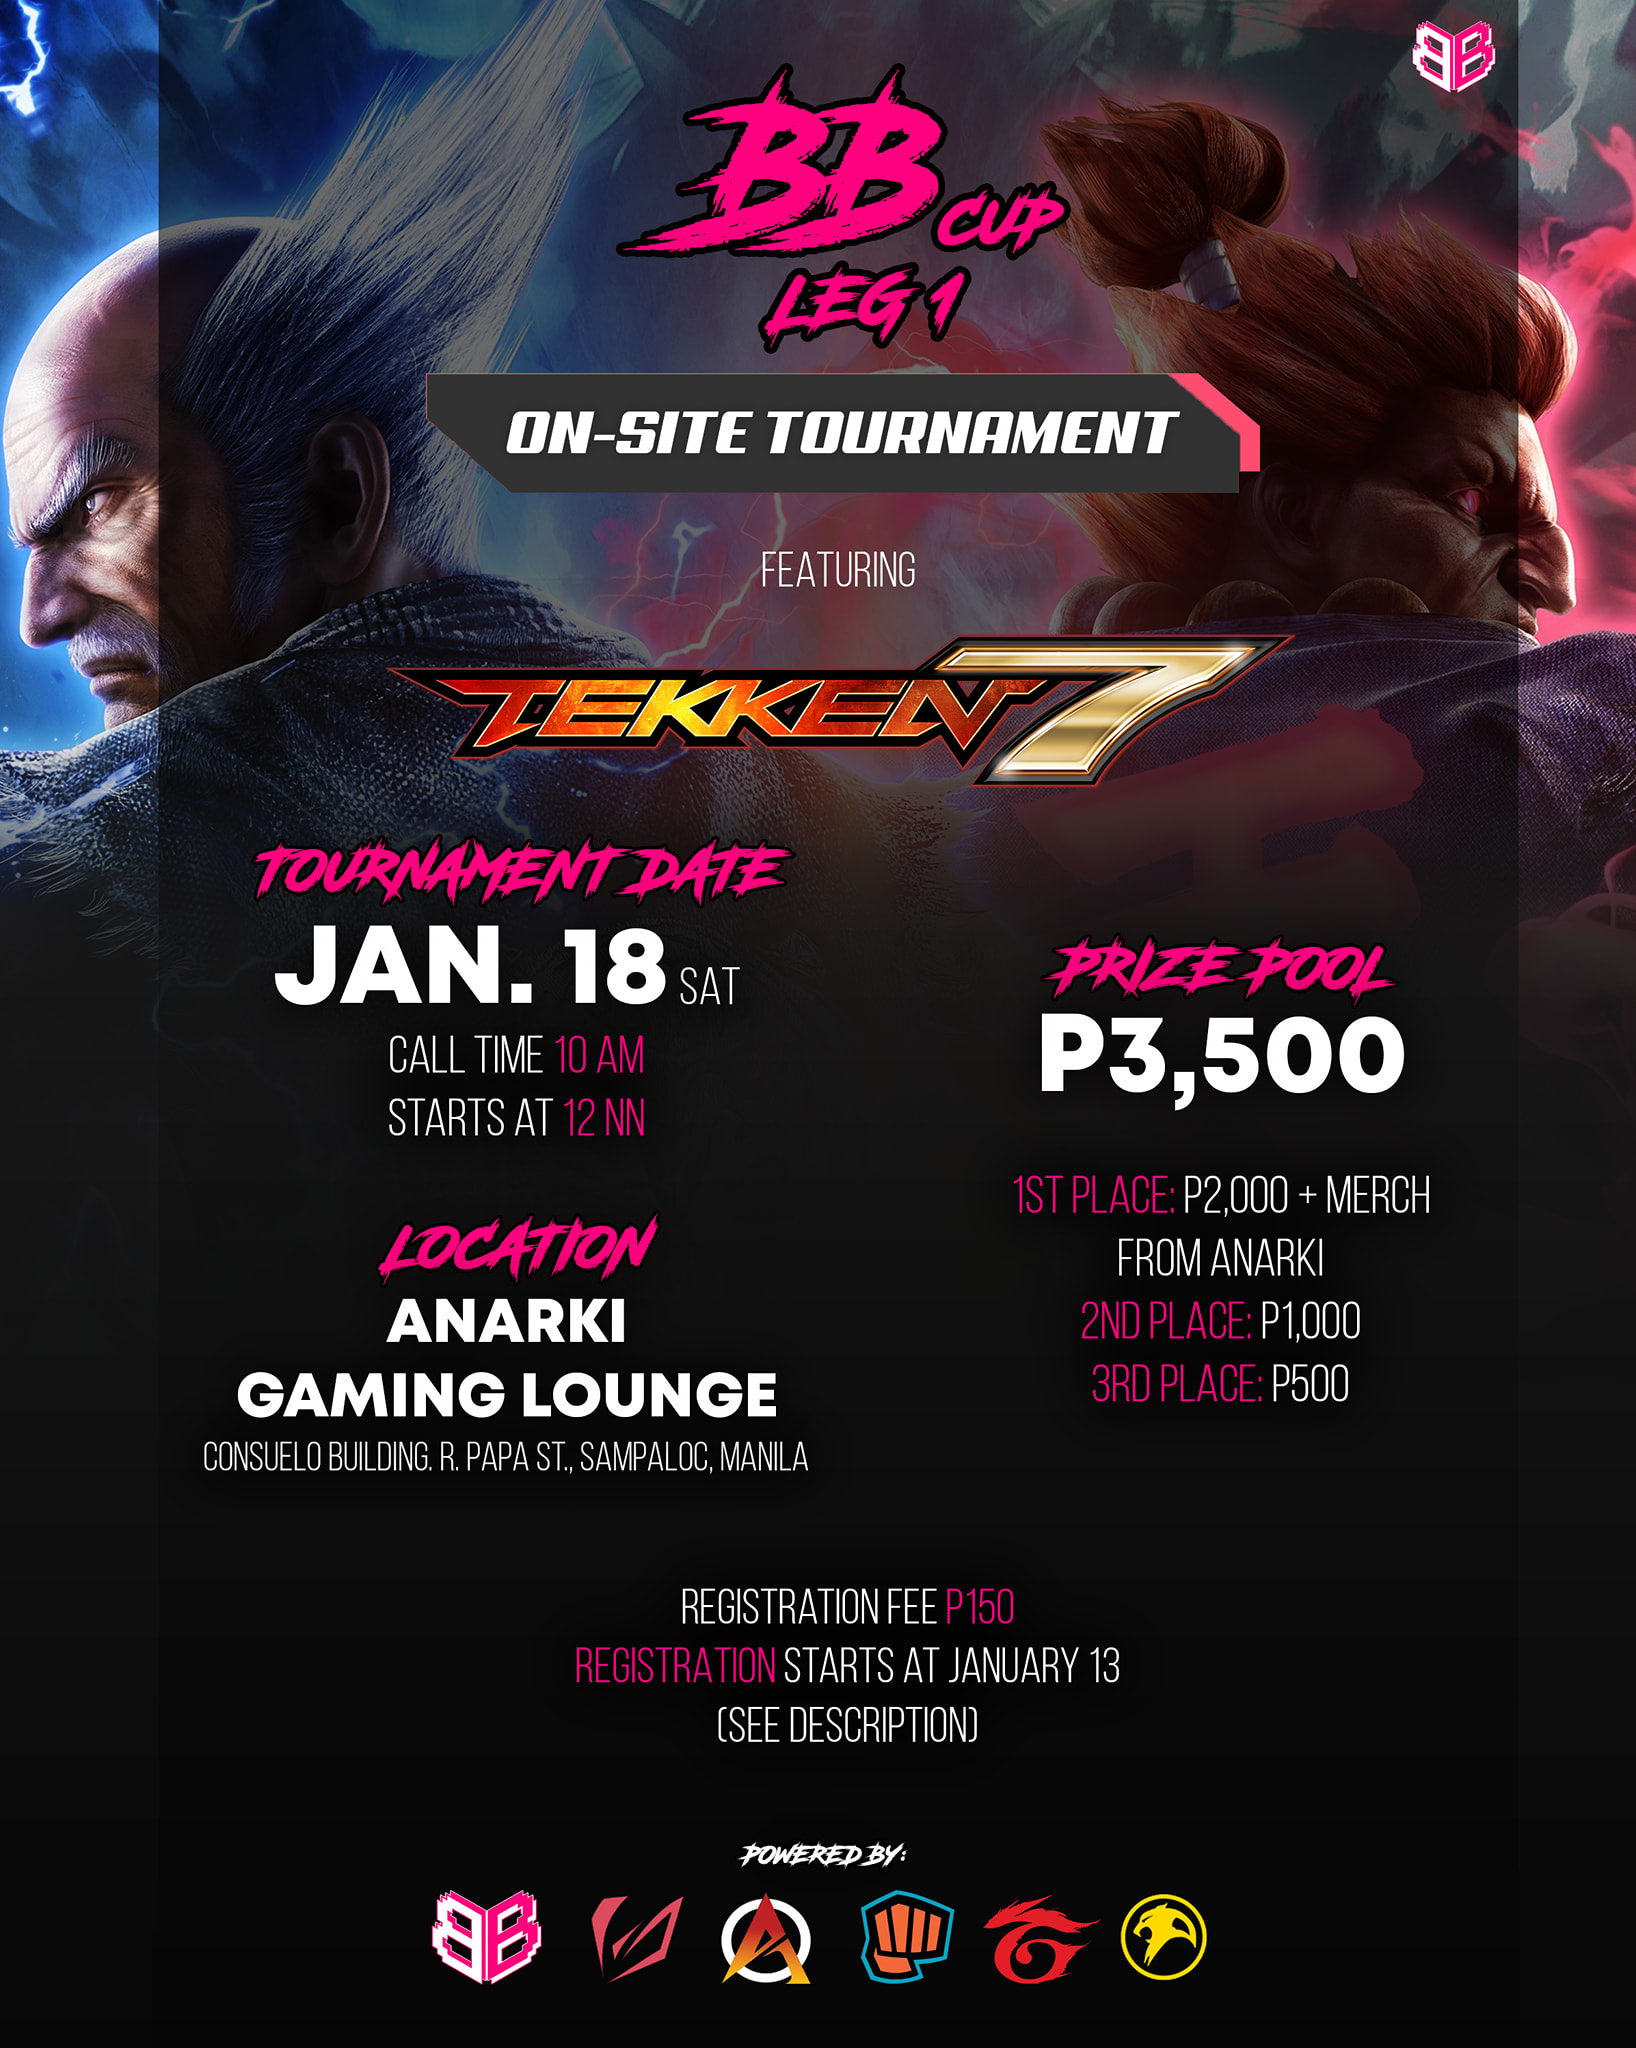 BB
BB CUP
LEG 1
ON-SITE TOURNAMENT
FEATURING
TEKKEN 7
TOURNAMENT DATE
JAN. 18 SAT
CALL TIME 10 AM
STARTS AT 12 NN
LOCATION
ANARKI
GAMING LOUNGE
CONSUELO BUILDING. R. PAPA ST., SAMPALOC, MANILA
PRIZE POOL
P3,500
1ST PLACE: P2,000 + MERCH
FROM ANARKI
2ND PLACE: P1,000
3RD PLACE: P500
REGISTRATION FEE P150
REGISTRATION STARTS AT JANUARY 13
(SEE DESCRIPTION)
POWERED BY:
BB